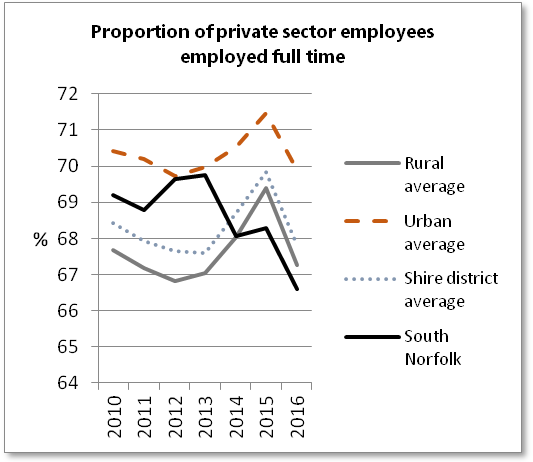 Proportion of private sector employees
employed full time
72
71
70
69
68
67
66
65
64
%
2010
2011
2012
2013
2014
2015
2016
Rural
average
Urban
average
Shire district
average
South
Norfolk